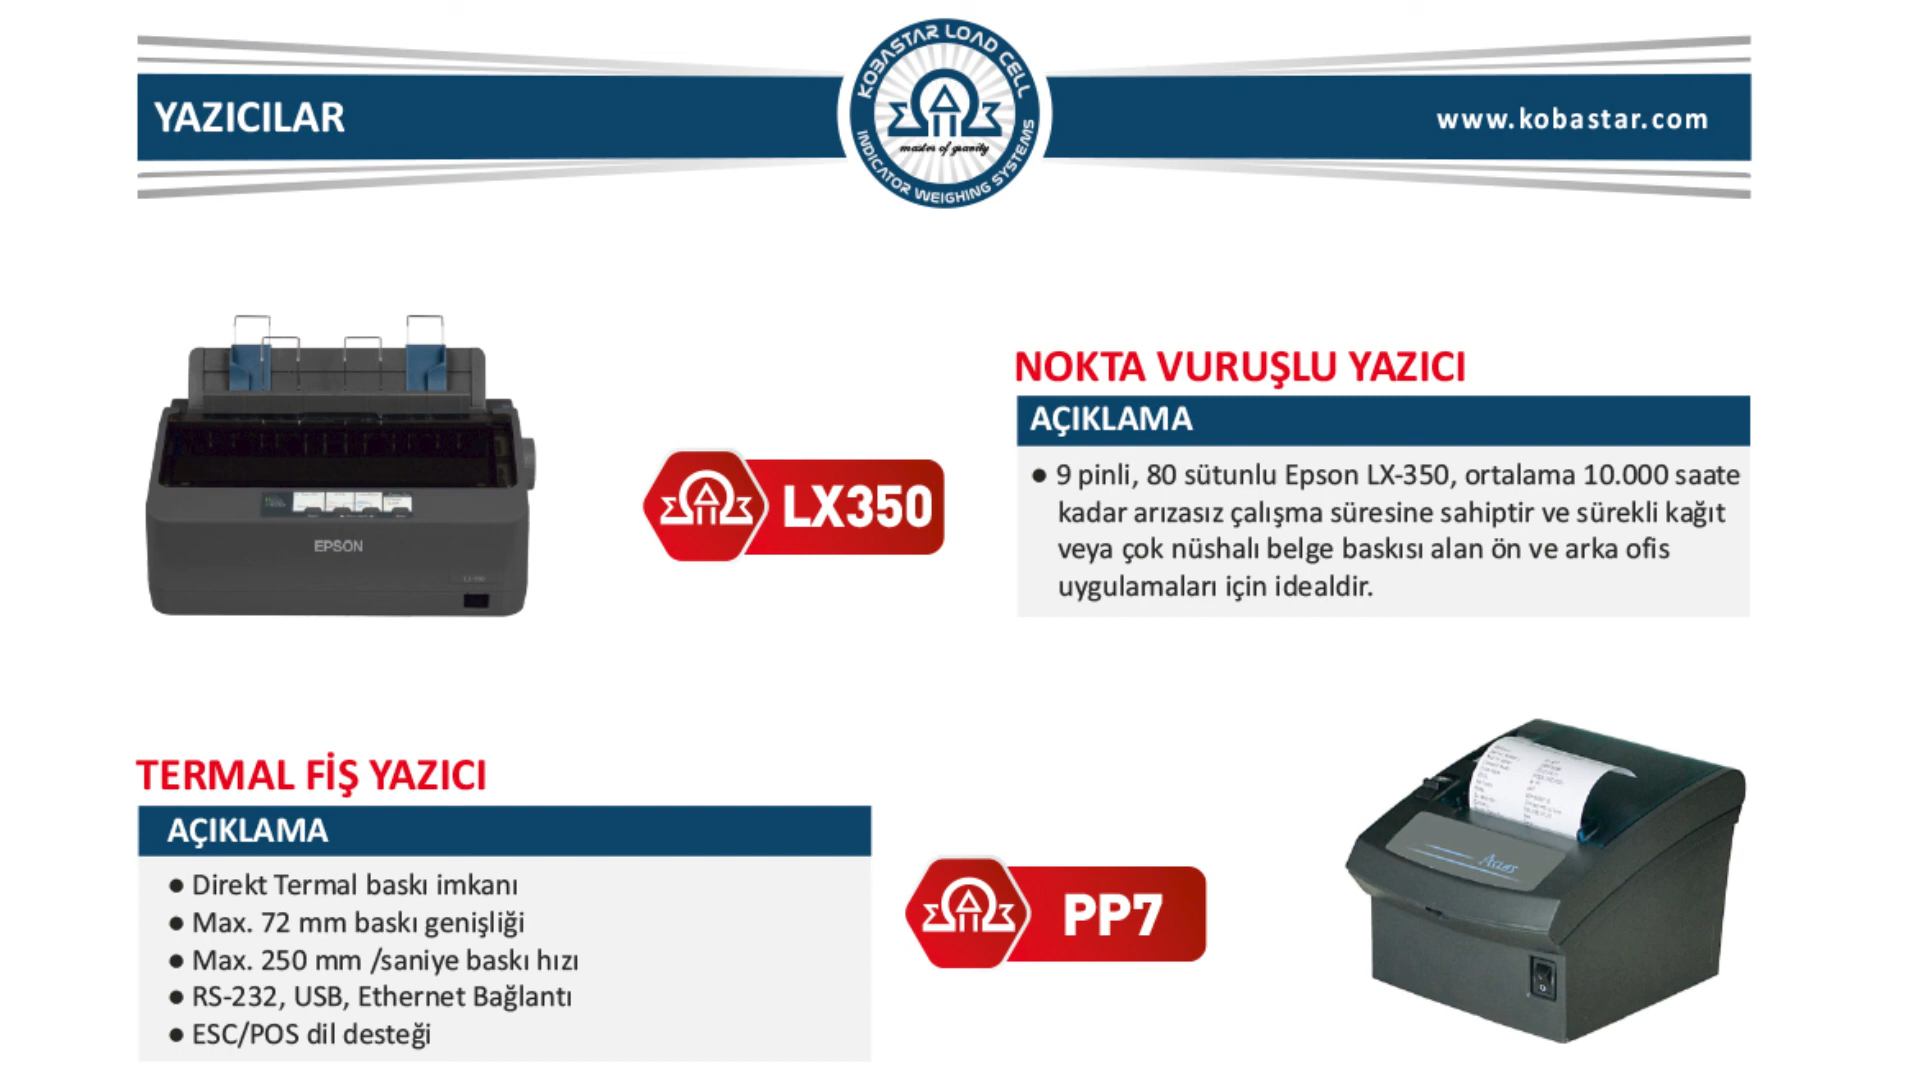 YAZICILAR
KOBASTAR LOAD CELL
master of gravity
INDICATOR WEIGHING SYSTEMS
www.kobastar.com
EPSON
LX350
NOKTA VURUŞLU YAZICI
AÇIKLAMA
● 9 pinli, 80 sütunlu Epson LX-350, ortalama 10.000 saate
kadar arızasız çalışma süresine sahiptir ve sürekli kağıt
veya çok nüshalı belge baskısı alan ön ve arka ofis
uygulamaları için idealdir.
TERMAL FİŞ YAZICI
AÇIKLAMA
● Direkt Termal baskı imkanı
● Max. 72 mm baskı genişliği
● Max. 250 mm /saniye baskı hızı
● RS-232, USB, Ethernet Bağlantı
● ESC/POS dil desteği
PP7
Aclas